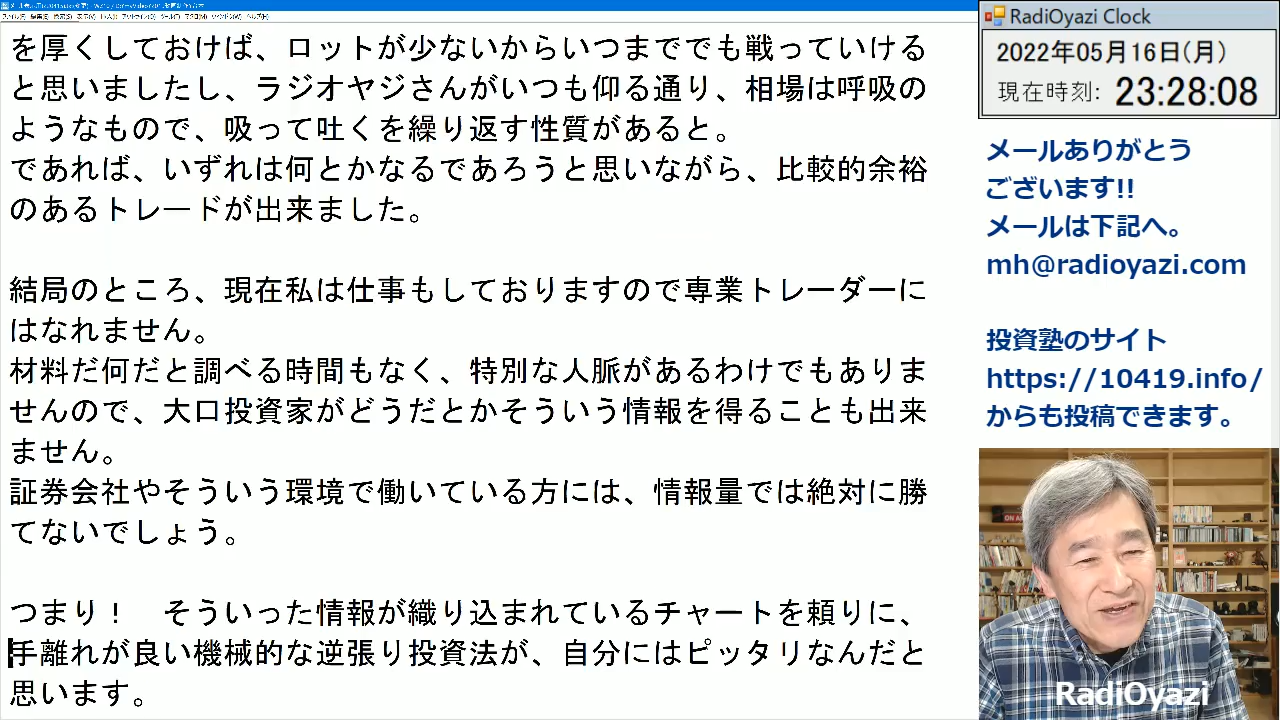 を厚くしておけば、ロットが少ないからいつまででも戦っていける
と思いましたし、ラジオヤジさんがいつも仰る通り、相場は呼吸の
ようなもので、吸って吐くを繰り返す性質があると。
であれば、いずれは何とかなるであろうと思いながら、比較的余裕
のあるトレードが出来ました。
結局のところ、現在私は仕事もしておりますので専業トレーダーに
はなれません。
材料だ何だと調べる時間もなく、特別な人脈があるわけでもありま
せんので、大口投資家がどうだとかそういう情報を得ることも出来
ません。
証券会社やそういう環境で働いている方には、情報量では絶対に勝
てないでしょう。
つまり！　そういった情報が織り込まれているチャートを頼りに、
手離れが良い機械的な逆張り投資法が、自分にはピッタリなんだと
思います。
RadiOyazi Clock
2022年05月16日(月)
現在時刻: 23:28:08
メールありがとう
ございます!!
メールは下記へ。
mh@radioyazi.com
投資塾のサイト
https://10419.info/
からも投稿できます。
RadiOyazi